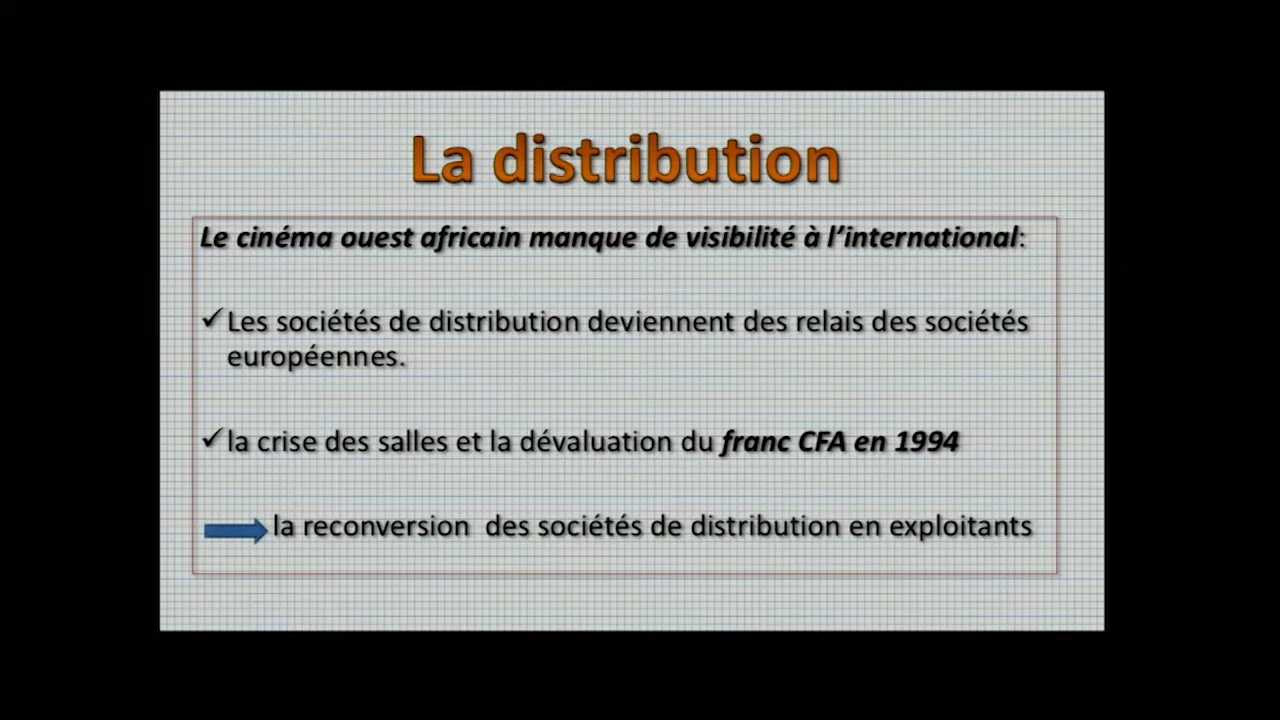 La distribution
Le cinéma ouest africain manque de visibilité à l’international:
✓Les sociétés de distribution deviennent des relais des sociétés
européennes.
✓la crise des salles et la dévaluation du franc CFA en 1994
la reconversion des sociétés de distribution en exploitants